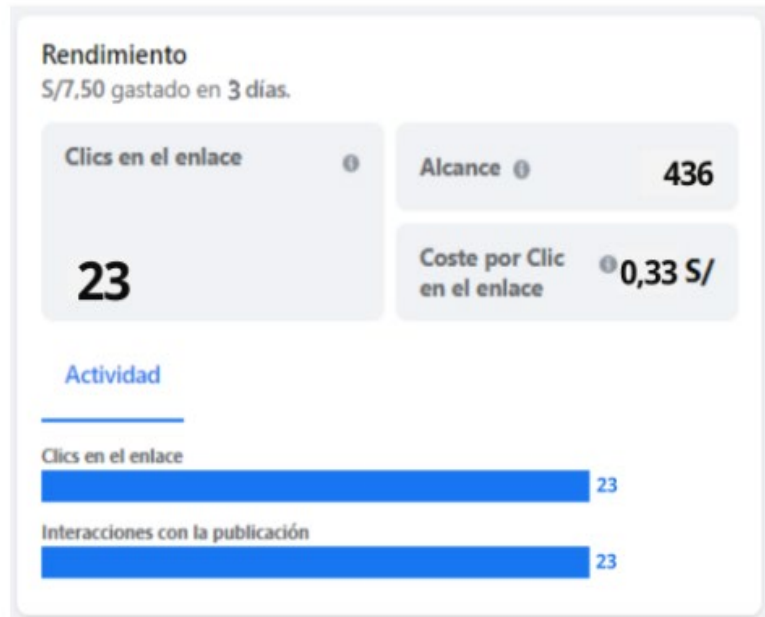 Rendimiento
S/7,50 gastado en 3 días.
Clics en el enlace
23
Alcance
436
Coste por Clic
en el enlace
0,33 S/
Actividad
Clics en el enlace
23
Interacciones con la publicación
23